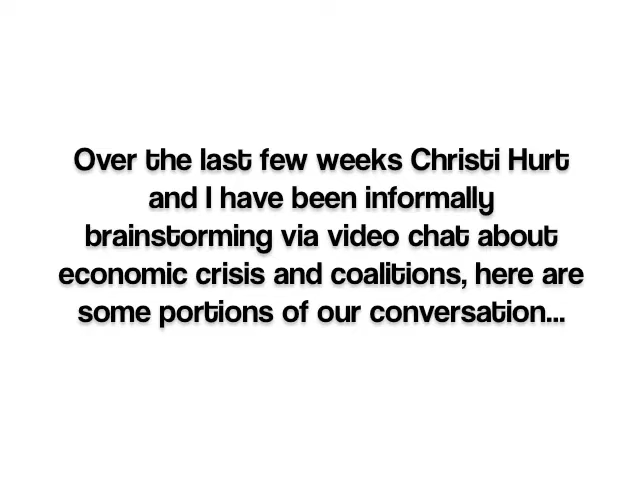 Over the last few weeks Christi Hurt
and I have been informally
brainstorming via video chat about
economic crisis and coalitions, here are
some portions of our conversation...